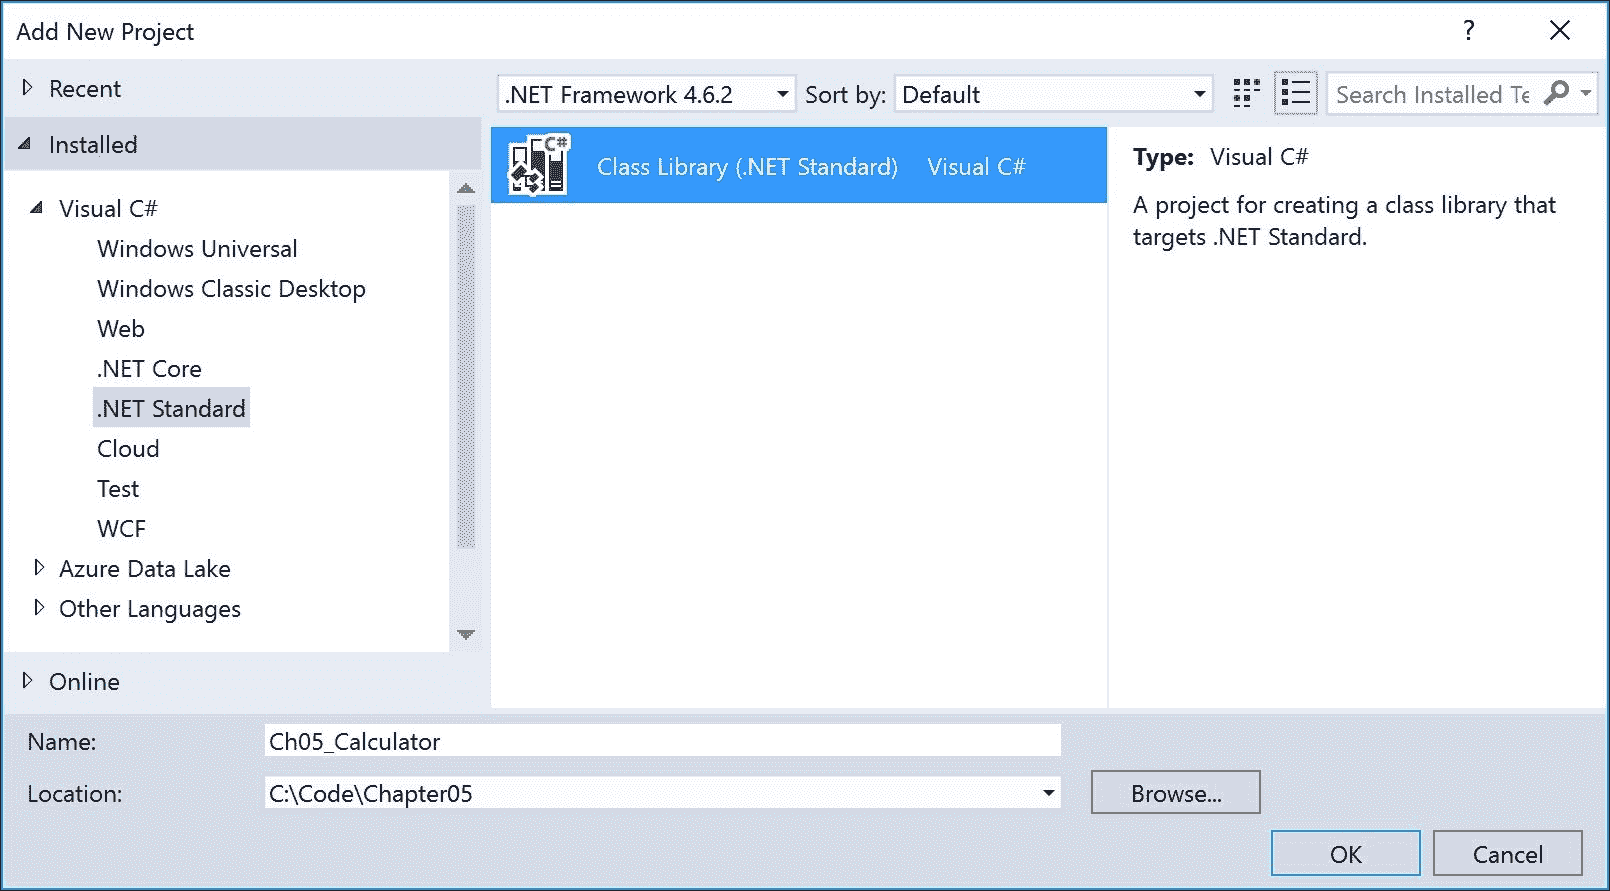 Add New Project
?
Recent
.NET Framework 4.6.2
Sort by:
Default
Search Installed Te
Installed
Visual C#
Windows Universal
Windows Classic Desktop
Web
.NET Core
.NET Standard
Cloud
Test
WCF
Azure Data Lake
Other Languages
Online
C#
Class Library (.NET Standard)
Visual C#
Type: Visual C#
A project for creating a class library that
targets .NET Standard.
Name:
Ch05_Calculator
Location:
C:\Code\Chapter05
Browse...
OK
Cancel